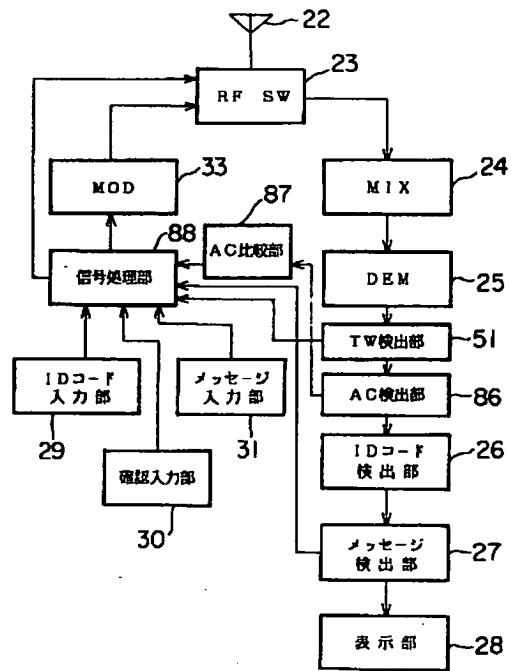 22
23
RF SW
MOD
33
MIX
24
87
88
AC比較部
信号処理部
DEM
25
TW検出部
51
IDコード
入力部
29
メッセージ
入力部
31
AC検出部
86
確認入力部
30
IDコード
検出部
26
メッセージ
検出部
27
表示部
28